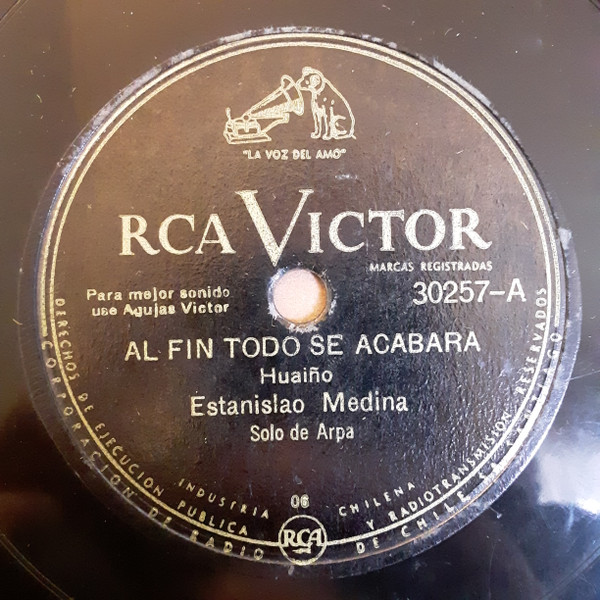 "LA VOZ DEL AMO"
RCA VICTOR
MARCAS REGISTRADAS
Para mejor sonido
use Agujas Victor
30257-A
AL FIN TODO SE ACABARA
Huaiño
Estanislao Medina
Solo de Arpa
INDUSTRIA CHILENA
06
DERECHOS DE EJECUCION PUBLICA Y RADIOTRANSMISION RESERVADOS
CORPORACION DE RADIO DE CHILE S.A. SANTIAGO
RCA